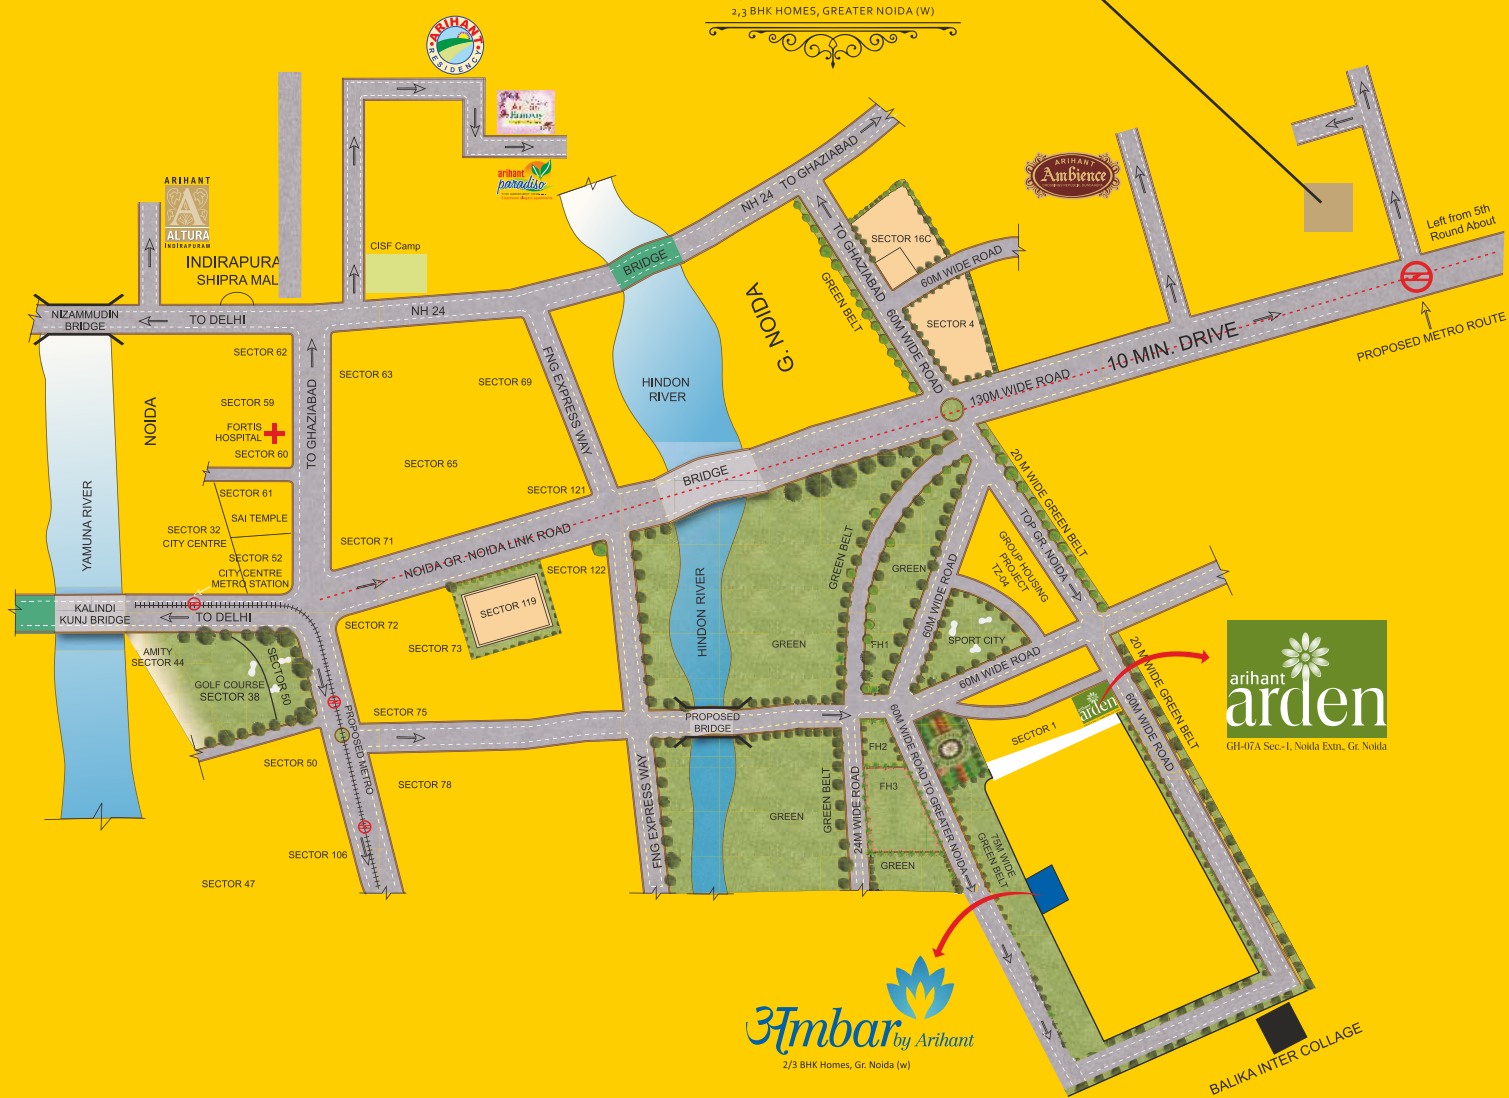 2,3 BHK HOMES, GREATER NOIDA (W)
ARIHANT
RESIDENCY
arihant
paradiso
ARIHANT
A
ALTURA
INDIRAPURAM
INDIRAPURA
SHIPRA MAL
CISF Camp
NIZAMMUDIN
BRIDGE
TO DELHI
NH 24
BRIDGE
NH 24
TO GHAZIABAD
ARIHANT
Ambience
SECTOR 16C
TO GHAZIABAD
60M WIDE ROAD
GREEN BELT
SECTOR 4
60M WIDE ROAD
G. NOIDA
Left from 5th
Round About
PROPOSED METRO ROUTE
10 MIN. DRIVE
130M WIDE ROAD
SECTOR 62
SECTOR 63
SECTOR 69
FNG EXPRESS WAY
HINDON
RIVER
NOIDA
SECTOR 59
FORTIS
HOSPITAL
SECTOR 60
TO GHAZIABAD
SECTOR 65
SECTOR 121
BRIDGE
YAMUNA RIVER
SECTOR 61
SAI TEMPLE
SECTOR 32
CITY CENTRE
SECTOR 52
CITY CENTRE
METRO STATION
SECTOR 71
NOIDA GR. NOIDA LINK ROAD
SECTOR 122
SECTOR 119
KALINDI
KUNJ BRIDGE
TO DELHI
SECTOR 72
SECTOR 73
AMITY
SECTOR 44
GOLF COURSE
SECTOR 38
SECTOR 50
PROPOSED METRO
SECTOR 75
SECTOR 50
SECTOR 78
SECTOR 106
SECTOR 47
HINDON RIVER
GREEN
GREEN BELT
GREEN
FH1
60M WIDE ROAD
20 M WIDE GREEN BELT
TOP GR. NOIDA
GROUP HOUSING
PROJECT
TZ-04
SPORT CITY
60M WIDE ROAD
20 M WIDE GREEN BELT
60M WIDE ROAD
arihant
arden
SECTOR 1
arihant
arden
GH-07A Sec.-1, Noida Extn., Gr. Noida
PROPOSED
BRIDGE
FNG EXPRESS WAY
GREEN
GREEN BELT
24M WIDE ROAD
FH2
FH3
GREEN
60M WIDE ROAD TO GREATER NOIDA
75M WIDE
GREEN BELT
अmbar
by Arihant
2/3 BHK Homes, Gr. Noida (w)
BALIKA INTER COLLAGE